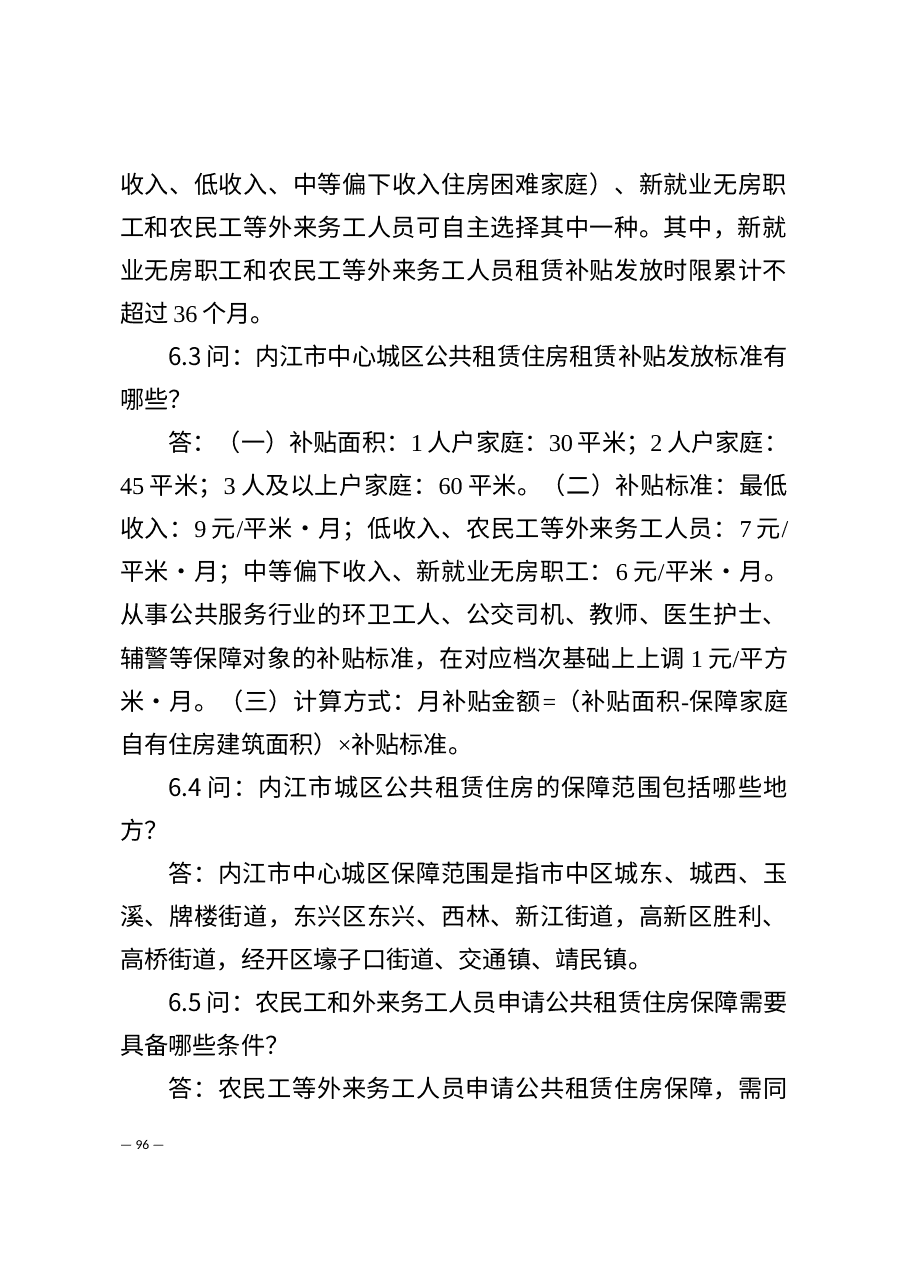 收入、低收入、中等偏下收入住房困难家庭）、新就业无房职
工和农民工等外来务工人员可自主选择其中一种。其中，新就
业无房职工和农民工等外来务工人员租赁补贴发放时限累计不
超过 36 个月。
6.3 问：内江市中心城区公共租赁住房租赁补贴发放标准有
哪些？
答：（一）补贴面积：1 人户家庭：30 平米；2 人户家庭：
45 平米；3 人及以上户家庭：60 平米。（二）补贴标准：最低
收入：9 元/平米・月；低收入、农民工等外来务工人员：7 元/
平米・月；中等偏下收入、新就业无房职工：6 元/平米・月。
从事公共服务行业的环卫工人、公交司机、教师、医生护士、
辅警等保障对象的补贴标准，在对应档次基础上上调 1 元/平方
米・月。（三）计算方式：月补贴金额=（补贴面积-保障家庭
自有住房建筑面积）×补贴标准。
6.4 问：内江市城区公共租赁住房的保障范围包括哪些地
方？
答：内江市中心城区保障范围是指市中区城东、城西、玉
溪、牌楼街道，东兴区东兴、西林、新江街道，高新区胜利、
高桥街道，经开区壕子口街道、交通镇、靖民镇。
6.5 问：农民工和外来务工人员申请公共租赁住房保障需要
具备哪些条件？
答：农民工等外来务工人员申请公共租赁住房保障，需同
— 96 —